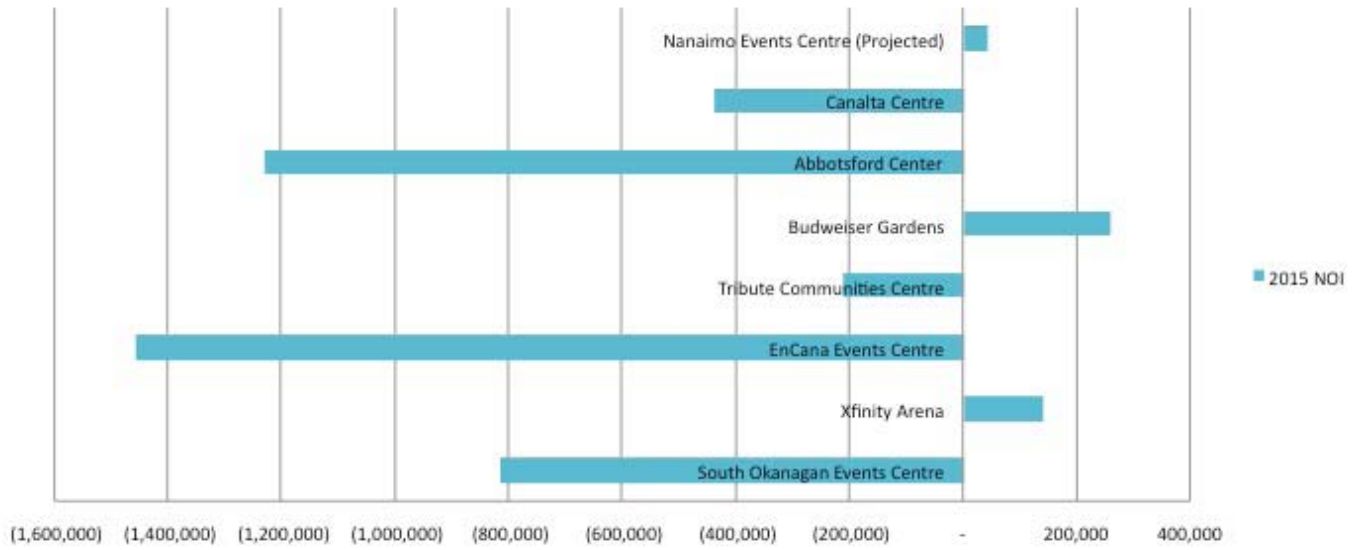 Nanaimo Events Centre (Projected)
Canalta Centre
Abbotsford Center
Budweiser Gardens
Tribute Communities Centre
EnCana Events Centre
Xfinity Arena
South Okanagan Events Centre
2015 NOI
(1,600,000) (1,400,000) (1,200,000) (1,000,000) (800,000) (600,000) (400,000) (200,000) - 200,000 400,000